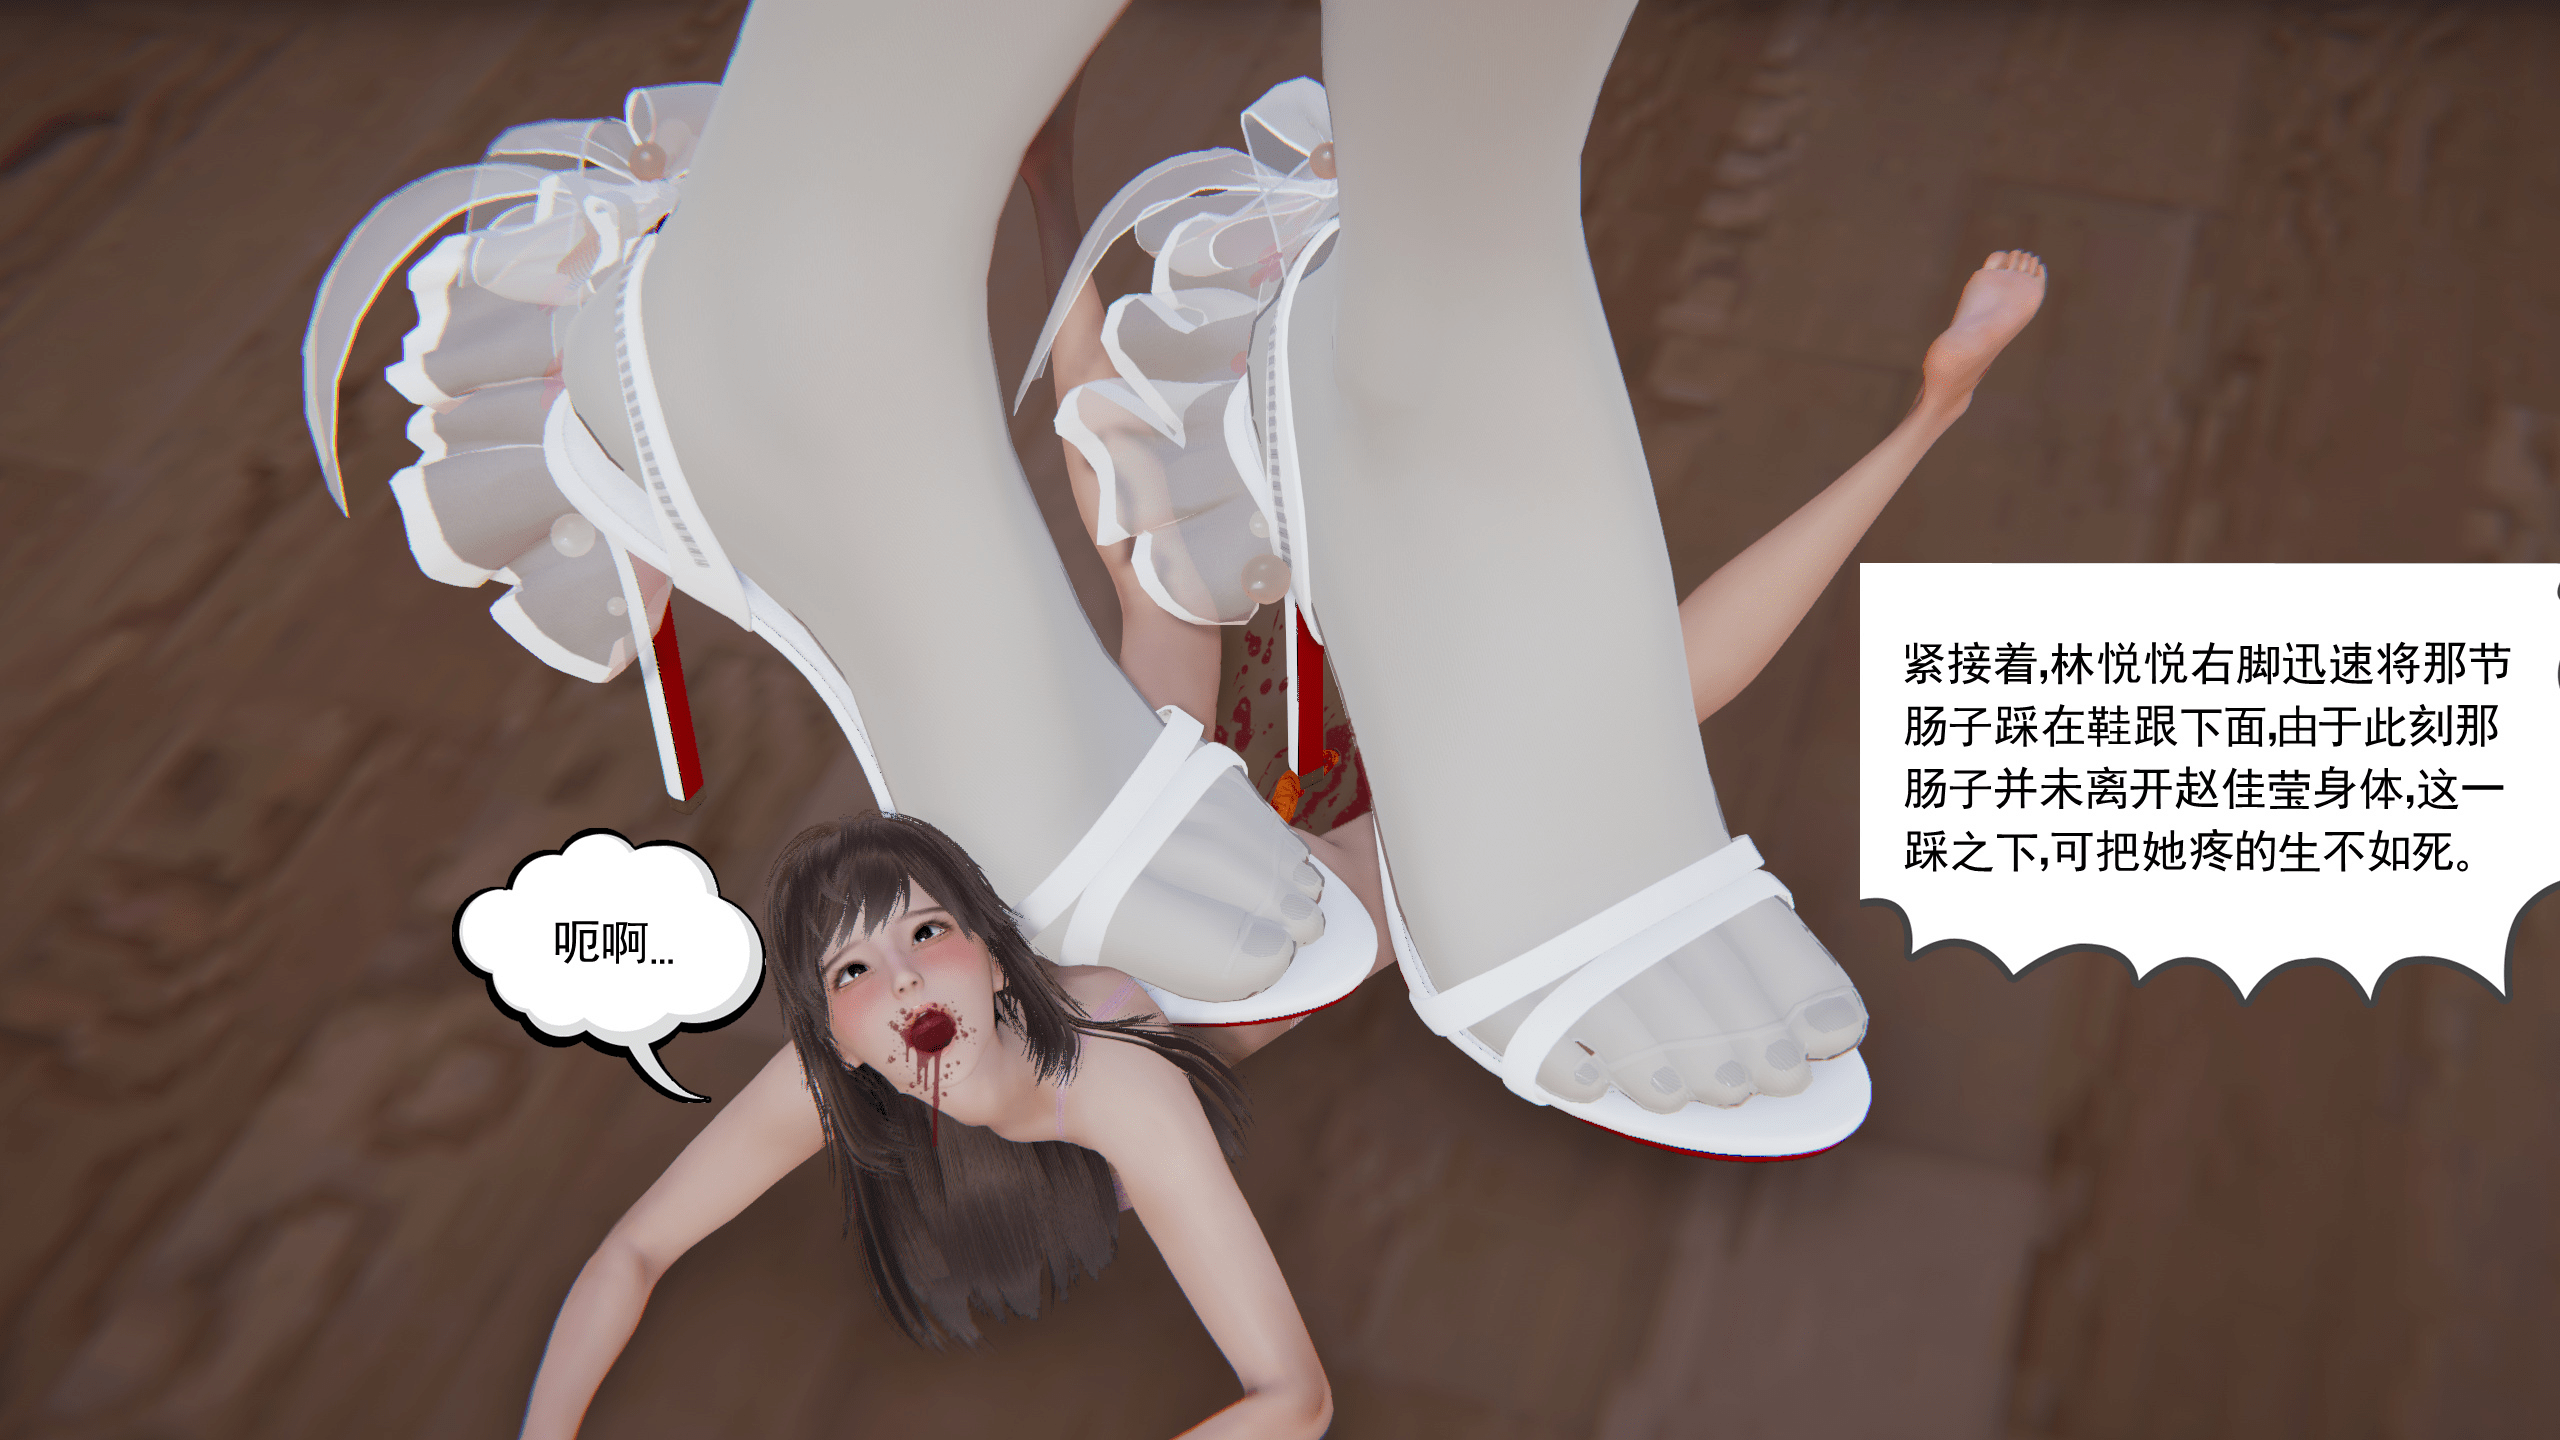 呃啊...
紧接着,林悦悦右脚迅速将那节
肠子踩在鞋跟下面,由于此刻那
肠子并未离开赵佳莹身体,这一
踩之下,可把她疼的生不如死。